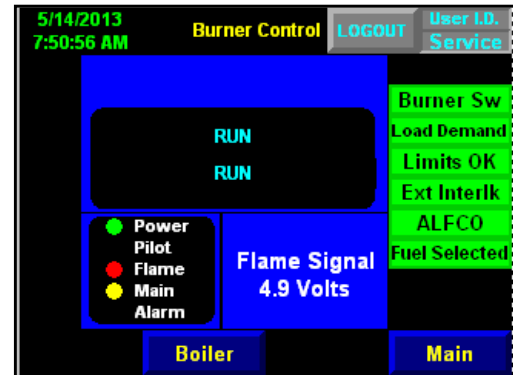 5/14/2013
7:50:56 AM
Burner Control
LOGOUT
User I.D.
Service
RUN
RUN
Burner Sw
Load Demand
Limits OK
Ext Interlk
ALFCO
Fuel Selected
Power
Pilot
Flame
Main
Alarm
Flame Signal
4.9 Volts
Boiler
Main